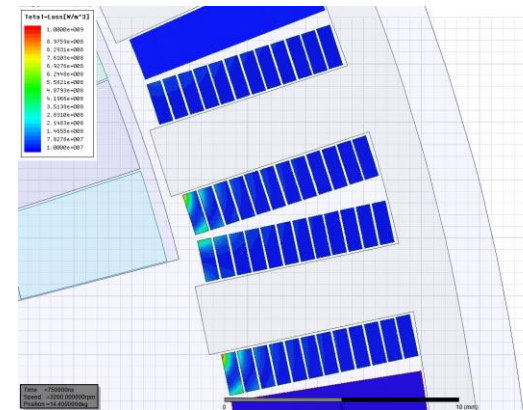 Total-Loss[W/m^3]
1.0000e+009
8.9759e+008
8.2931e+008
7.6103e+008
6.9276e+008
6.2448e+008
5.5621e+008
4.8793e+008
4.1966e+008
3.5138e+008
2.8310e+008
2.1483e+008
1.4655e+008
7.8276e+007
1.0000e+007
Time =750000ns
Speed =3200.000000rpm
Position =14.400000deg
0
10 (mm)